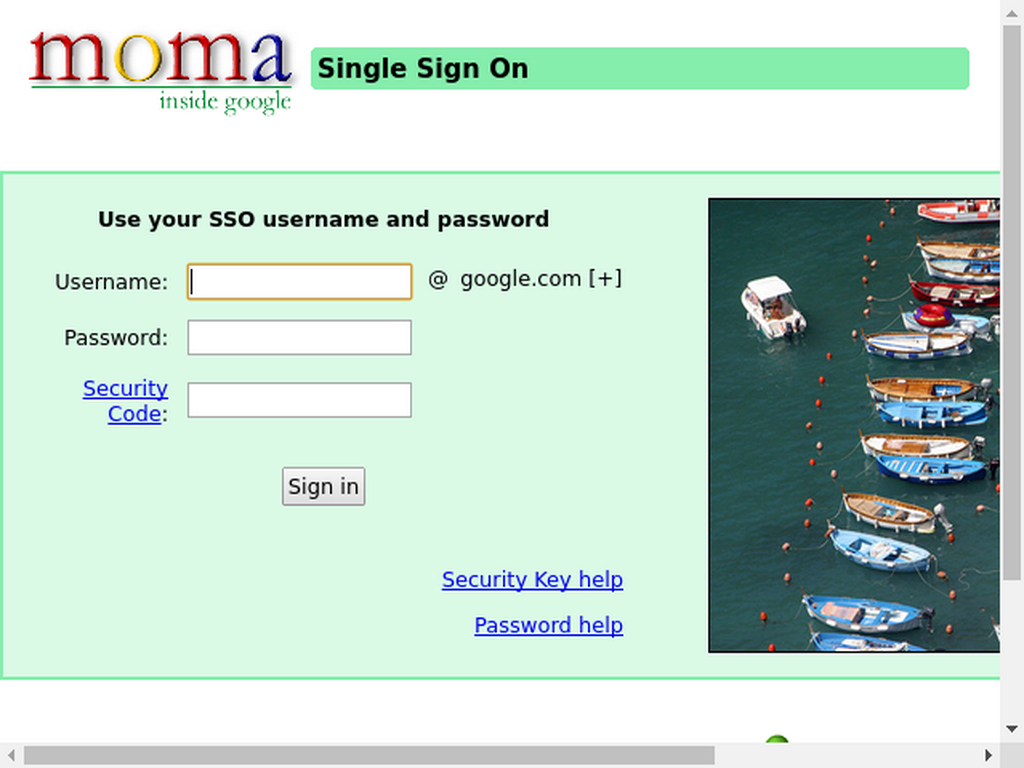 moma
inside google
Single Sign On
Use your SSO username and password
Username:
@ google.com [+]
Password:
Security
Code:
Sign in
Security Key help
Password help